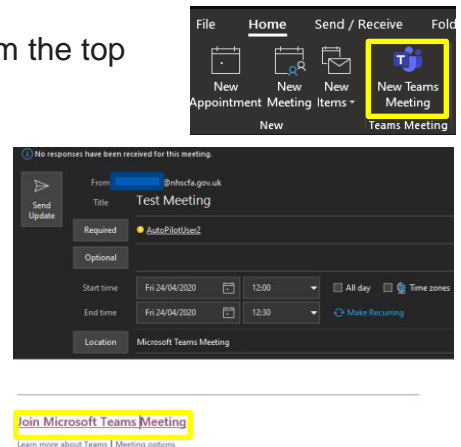 m the top
File Home Send / Receive Fold
New Appointment
New Meeting
New Items
New Teams Meeting
New
Teams Meeting
No responses have been received for this meeting.
Send Update
From @nhscfa.gov.uk
Title Test Meeting
Required AutoPilotUser2
Optional
Start time Fri 24/04/2020 12:00 All day Time zones
End time Fri 24/04/2020 12:30 Make Recurring
Location Microsoft Teams Meeting
Join Microsoft Teams Meeting
Learn more about Teams | Meeting options